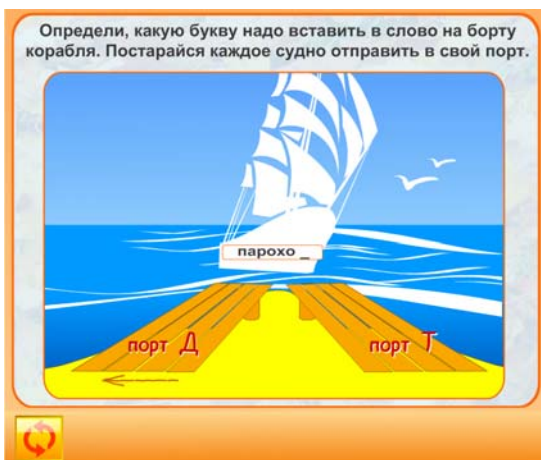 Определи, какую букву надо вставить в слово на борту
корабля. Постарайся каждое судно отправить в свой порт.
парохо _
порт Д
порт Т